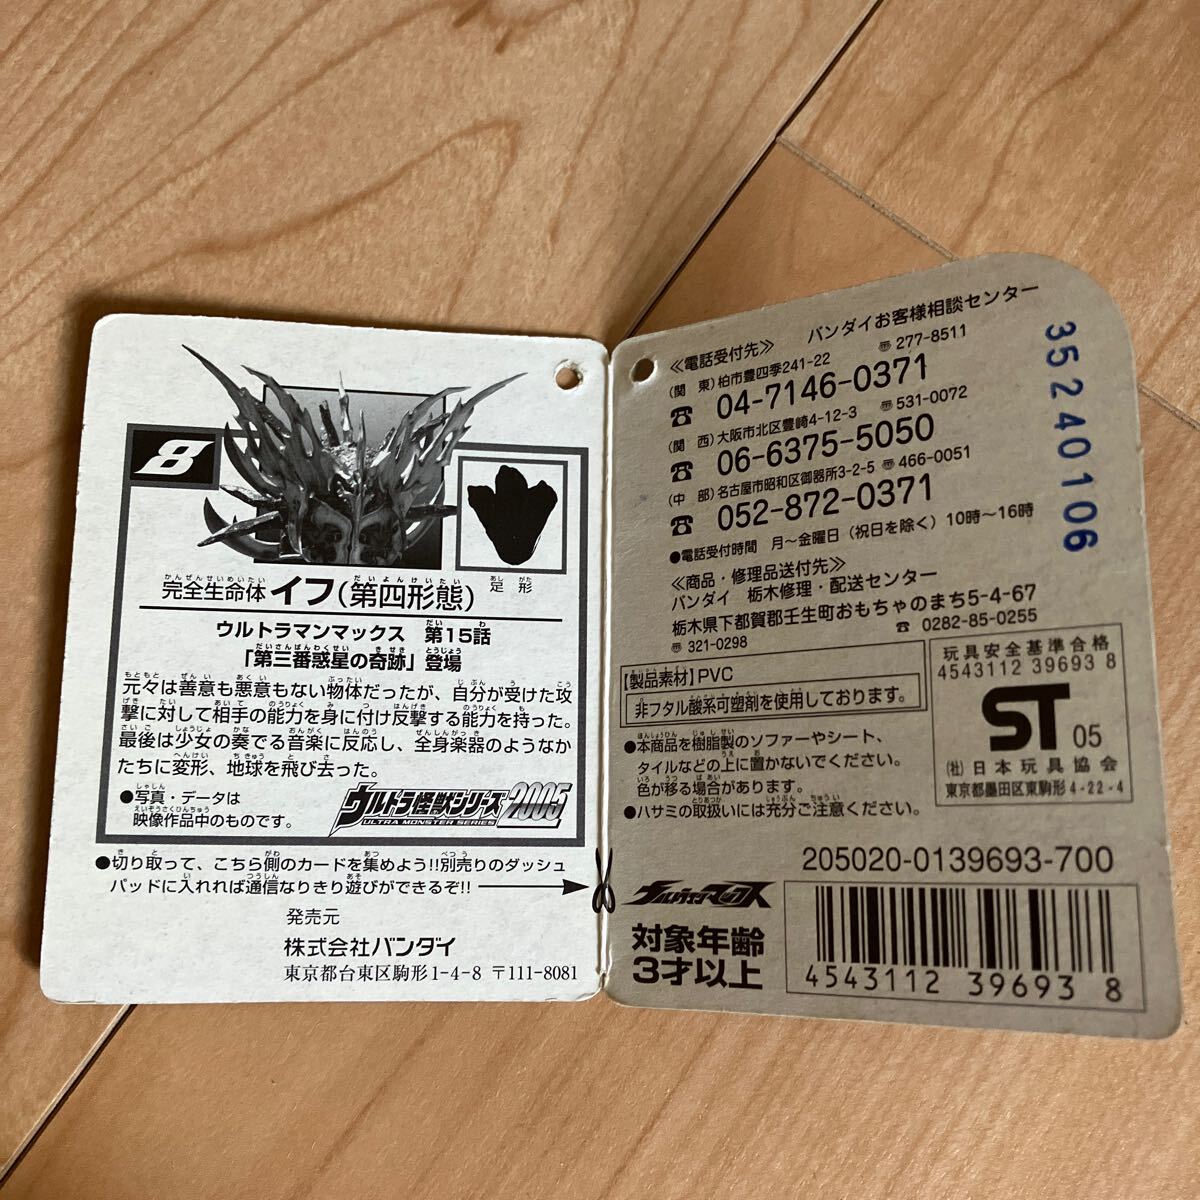 8
完全生命体 イフ(第四形態)
かんぜんせいめいたい
だいよんけいたい
足形
あしがた
ウルトラマンマックス 第15話
「第三番惑星の奇跡」登場
元々は善意も悪意もない物体だったが、自分が受けた攻
撃に対して相手の能力を身に付け反撃する能力を持った。
最後は少女の奏でる音楽に反応し、全身楽器のようなか
たちに変形、地球を飛び去った。
●写真・データは
映像作品中のものです。
ウルトラ怪獣シリーズ 2005
ULTRA MONSTER SERIES
●切り取って、こちら側のカードを集めよう!!別売りのダッシュ
パッドに入れれば通信なりきり遊びができるぞ!!
発売元
株式会社バンダイ
東京都台東区駒形1-4-8 〒111-8081
バンダイお客様相談センター
≪電話受付先≫
(関 東)柏市豊四季241-22 〠277-8511
☎ 04-7146-0371
(関 西)大阪市北区豊崎4-12-3 〠531-0072
☎ 06-6375-5050
(中 部)名古屋市昭和区御器所3-2-5 〠466-0051
☎ 052-872-0371
●電話受付時間 月〜金曜日(祝日を除く)10時〜16時
≪商品・修理品送付先≫
バンダイ 栃木修理・配送センター
栃木県下都賀郡壬生町おもちゃのまち5-4-67
〠321-0298 ☎ 0282-85-0255
35240106
【製品素材】PVC
非フタル酸系可塑剤を使用しております。
玩具安全基準合格
4543112 39693 8
ST 05
(社)日本玩具協会
東京都墨田区東駒形4-22-4
●本商品を樹脂製のソファーやシート、
タイルなどの上に置かないでください。
色が移る場合があります。
●ハサミの取扱いには充分ご注意ください。
205020-0139693-700
ウルトラマンマックス
対象年齢
3才以上
4543112 39693 8